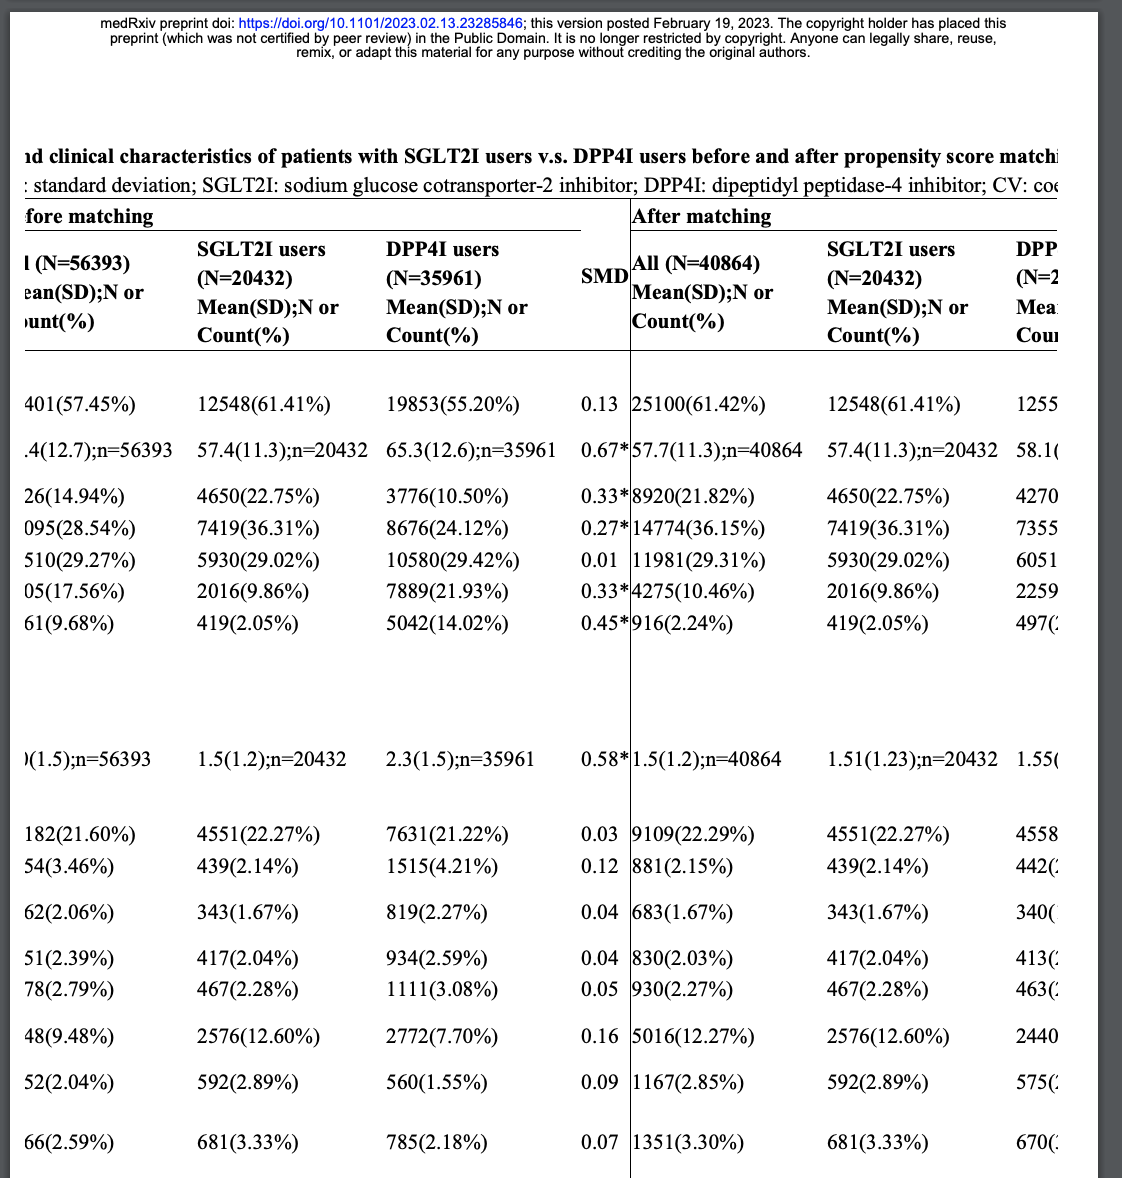 medRxiv preprint doi: https://doi.org/10.1101/2023.02.13.23285846; this version posted February 19, 2023. The copyright holder has placed this
preprint (which was not certified by peer review) in the Public Domain. It is no longer restricted by copyright. Anyone can legally share, reuse,
remix, or adapt this material for any purpose without crediting the original authors.
clinical characteristics of patients with SGLT2I users v.s. DPP4I users before and after propensity score
: standard deviation; SGLT2I: sodium glucose cotransporter-2 inhibitor; DPP4I: dipeptidyl peptidase-4 inhibitor; CV:
fore matching After matching
(N=56393) SGLT2I users DPP4I users SMD All (N=40864) SGLT2I users DPP
ean(SD);N or (N=20432) (N=35961) Mean(SD);N or (N=20432) (N=2
unt(%) Mean(SD);N or Mean(SD);N or Count(%) Mean(SD);N or Mea
Count(%) Count(%) Count(%) Cou
401(57.45%) 12548(61.41%) 19853(55.20%) 0.13 25100(61.42%) 12548(61.41%) 1255
.4(12.7);n=56393 57.4(11.3);n=20432 65.3(12.6);n=35961 0.67* 57.7(11.3);n=40864 57.4(11.3);n=20432 58.1(
26(14.94%) 4650(22.75%) 3776(10.50%) 0.33* 8920(21.82%) 4650(22.75%) 4270
095(28.54%) 7419(36.31%) 8676(24.12%) 0.27* 14774(36.15%) 7419(36.31%) 7355
510(29.27%) 5930(29.02%) 10580(29.42%) 0.01 11981(29.31%) 5930(29.02%) 6051
05(17.56%) 2016(9.86%) 7889(21.93%) 0.33* 4275(10.46%) 2016(9.86%) 2259
61(9.68%) 419(2.05%) 5042(14.02%) 0.45* 916(2.24%) 419(2.05%) 497(
(1.5);n=56393 1.5(1.2);n=20432 2.3(1.5);n=35961 0.58* 1.5(1.2);n=40864 1.51(1.23);n=20432 1.55(
182(21.60%) 4551(22.27%) 7631(21.22%) 0.03 9109(22.29%) 4551(22.27%) 4558
54(3.46%) 439(2.14%) 1515(4.21%) 0.12 881(2.15%) 439(2.14%) 442(
62(2.06%) 343(1.67%) 819(2.27%) 0.04 683(1.67%) 343(1.67%) 340(
51(2.39%) 417(2.04%) 934(2.59%) 0.04 830(2.03%) 417(2.04%) 413(
78(2.79%) 467(2.28%) 1111(3.08%) 0.05 930(2.27%) 467(2.28%) 463(
48(9.48%) 2576(12.60%) 2772(7.70%) 0.16 5016(12.27%) 2576(12.60%) 2440
52(2.04%) 592(2.89%) 560(1.55%) 0.09 1167(2.85%) 592(2.89%) 575(
66(2.59%) 681(3.33%) 785(2.18%) 0.07 1351(3.30%) 681(3.33%) 670(